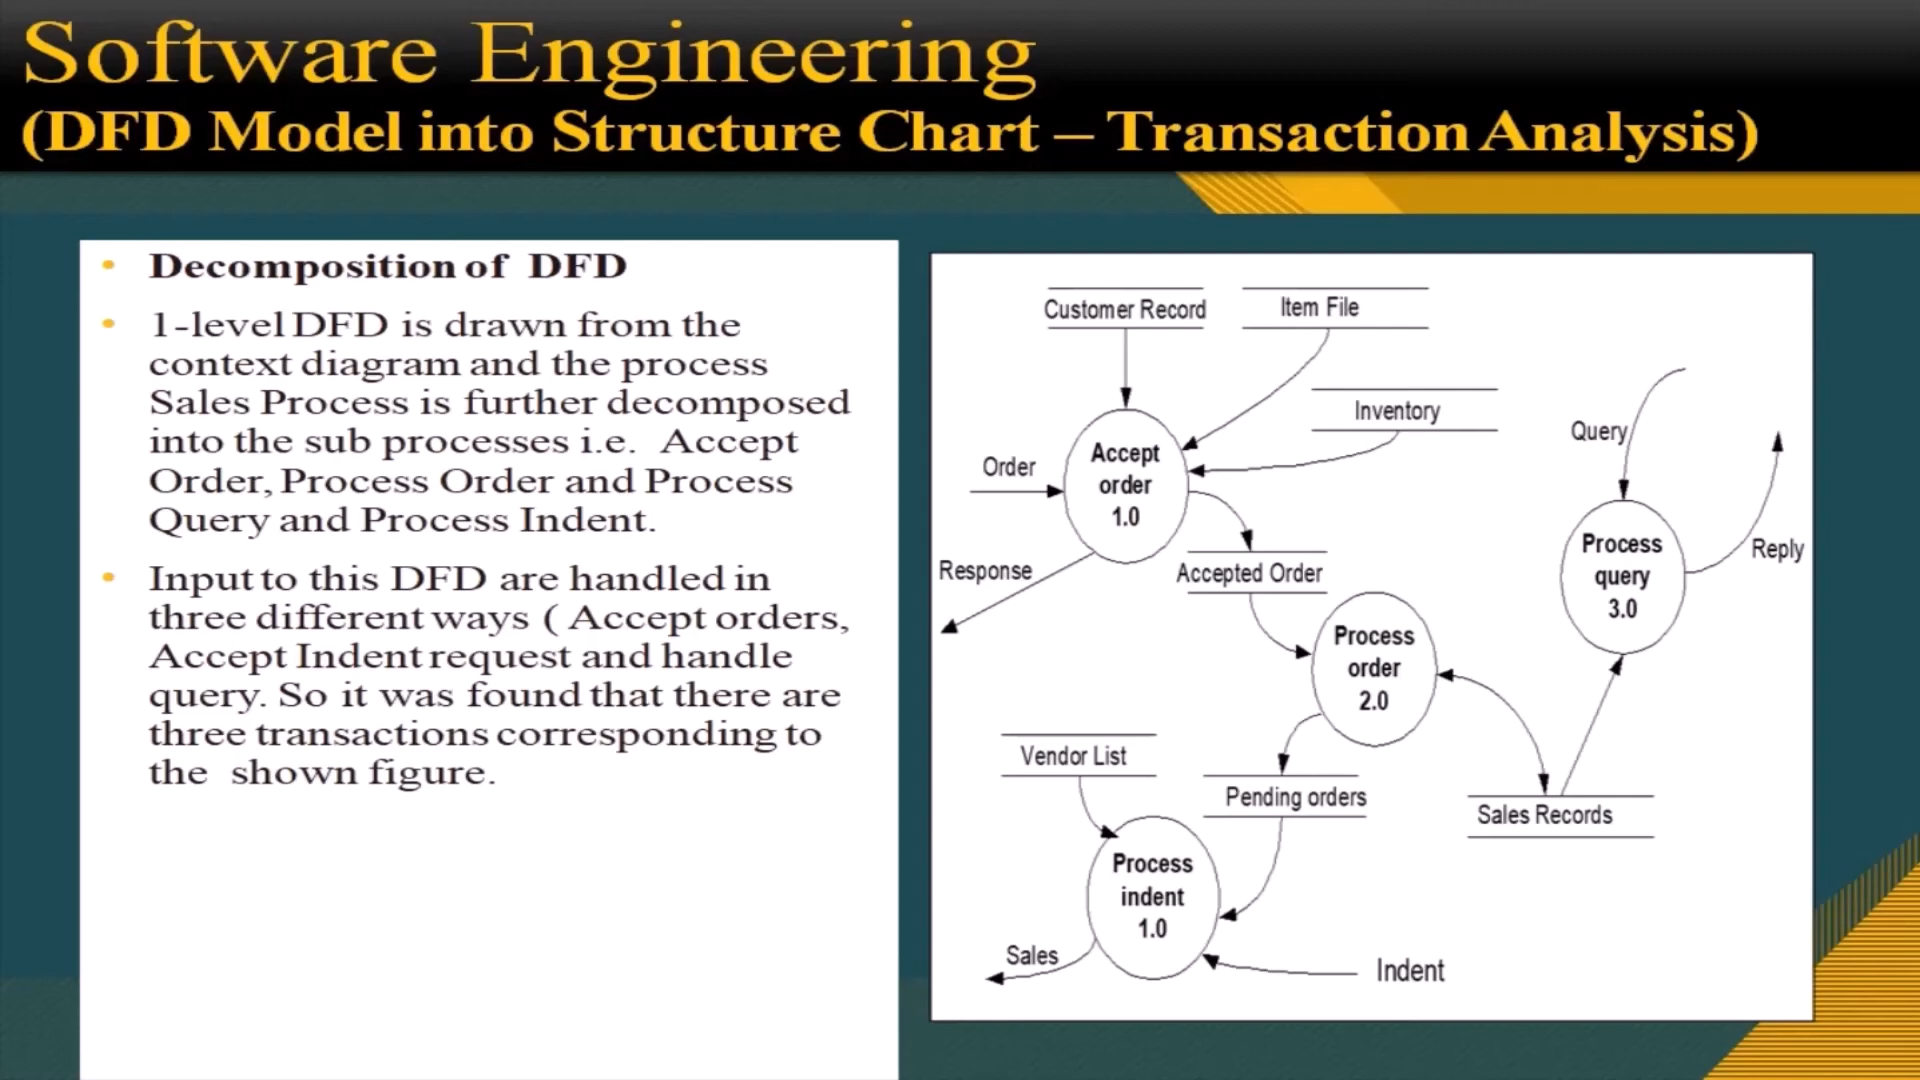 Software Engineering
(DFD Model into Structure Chart – Transaction Analysis)
• Decomposition of DFD
• 1-level DFD is drawn from the
context diagram and the process
Sales Process is further decomposed
into the sub processes i.e. Accept
Order, Process Order and Process
Query and Process Indent.
• Input to this DFD are handled in
three different ways ( Accept orders,
Accept Indent request and handle
query. So it was found that there are
three transactions corresponding to
the shown figure.
Customer Record
Item File
Inventory
Query
Accept
order
1.0
Order
Response
Accepted Order
Process
query
3.0
Reply
Process
order
2.0
Vendor List
Pending orders
Sales Records
Process
indent
1.0
Sales
Indent